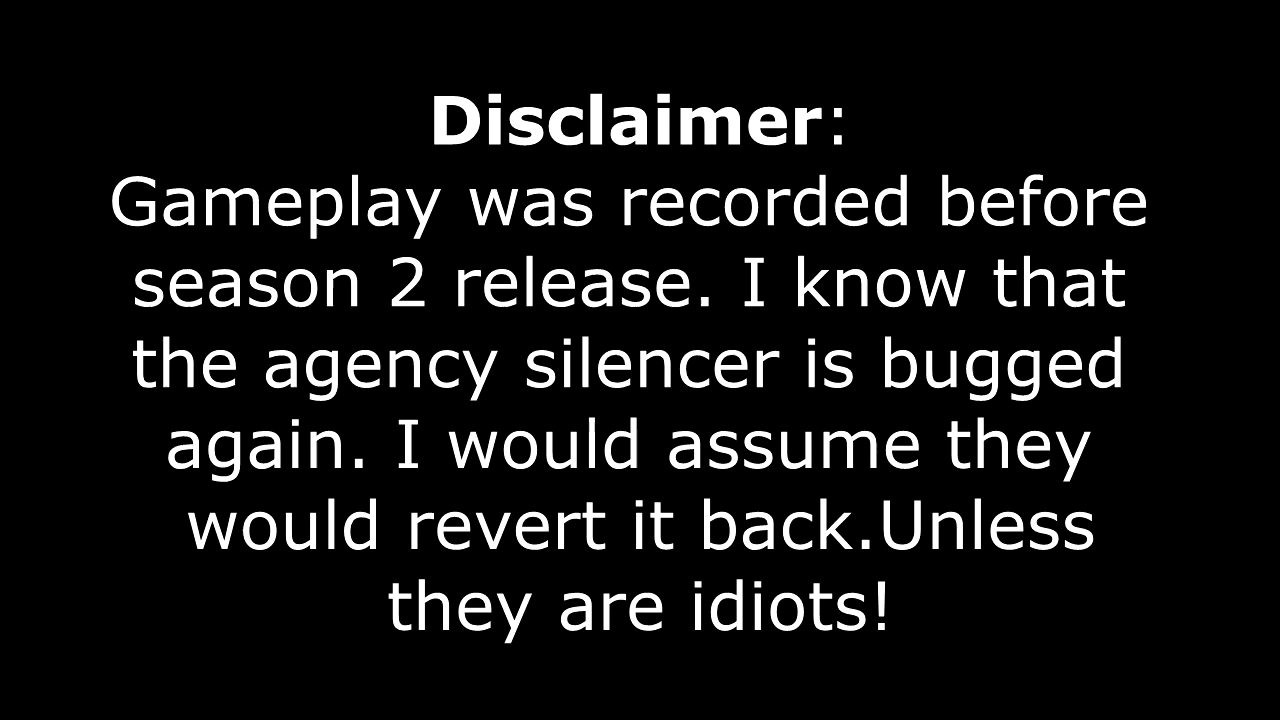 Disclaimer:
Gameplay was recorded before
season 2 release. I know that
the agency silencer is bugged
again. I would assume they
would revert it back.Unless
they are idiots!